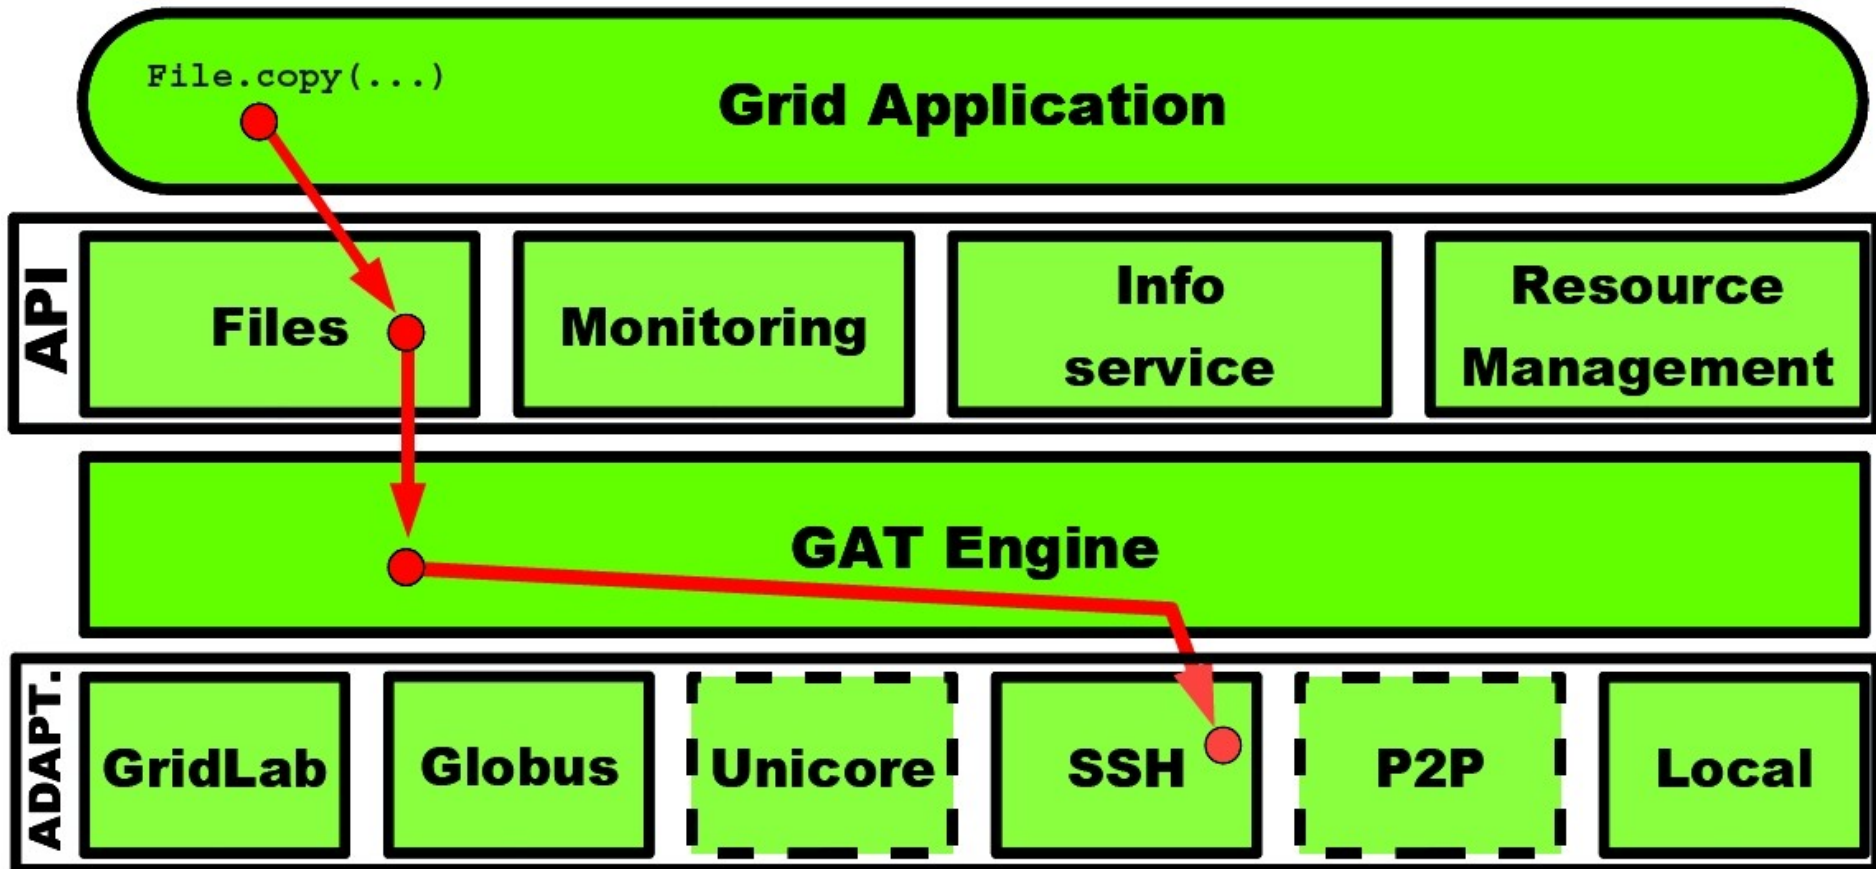 File.copy(...)
Grid Application
API
Files
Monitoring
Info
service
Resource
Management
GAT Engine
ADAPT.
GridLab
Globus
Unicore
SSH
P2P
Local